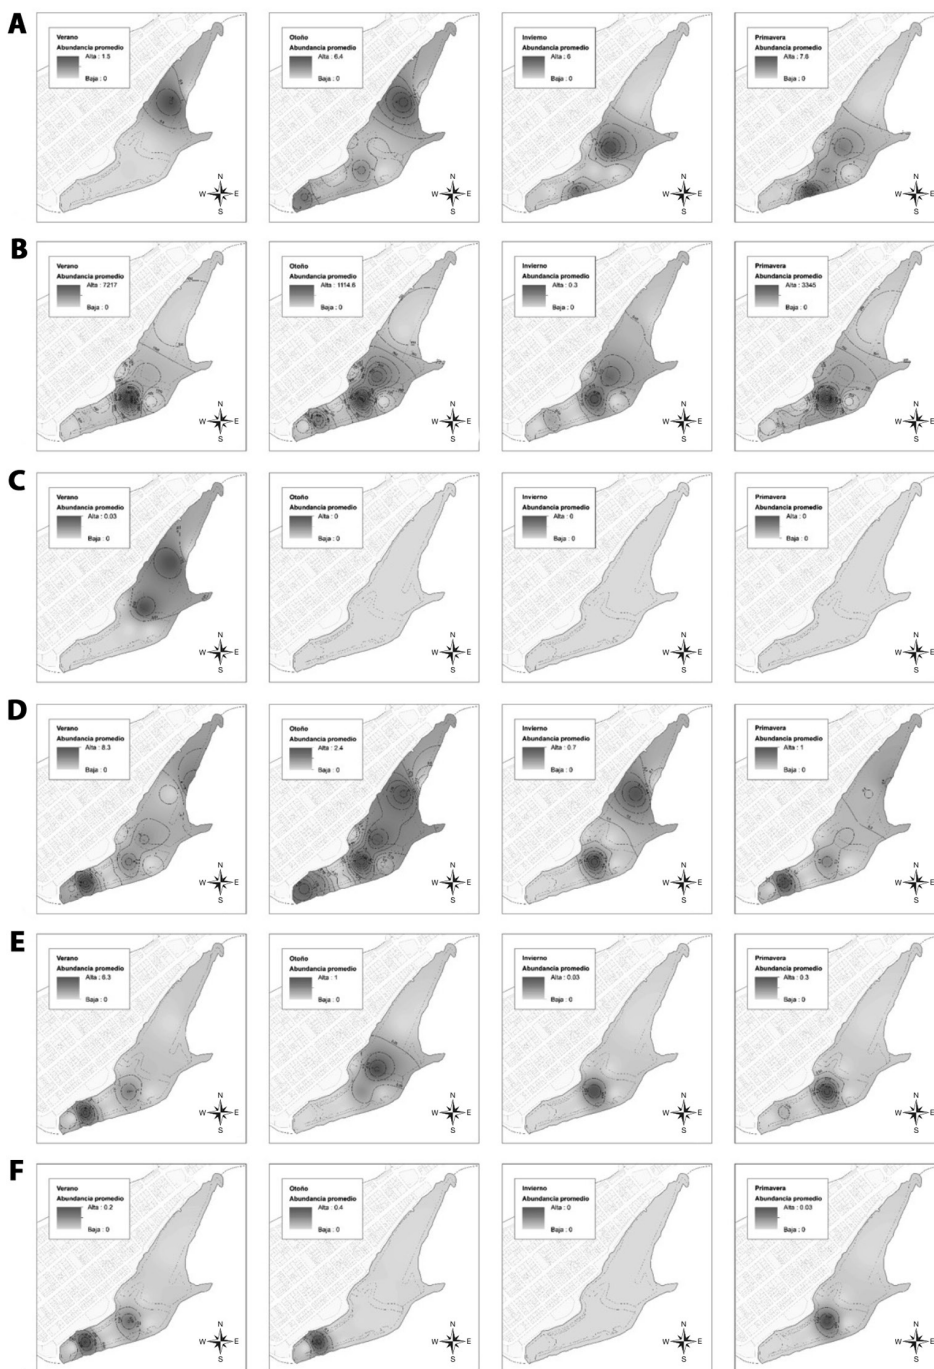 A
Verano
Abundancia promedio
Alta : 1.5
Baja : 0
N
W E
S
Otoño
Abundancia promedio
Alta : 6.4
Baja : 0
N
W E
S
Invierno
Abundancia promedio
Alta : 6
Baja : 0
N
W E
S
Primavera
Abundancia promedio
Alta : 7.8
Baja : 0
N
W E
S
B
Verano
Abundancia promedio
Alta : 7217
Baja : 0
N
W E
S
Otoño
Abundancia promedio
Alta : 1114.6
Baja : 0
N
W E
S
Invierno
Abundancia promedio
Alta : 0.3
Baja : 0
N
W E
S
Primavera
Abundancia promedio
Alta : 3345
Baja : 0
N
W E
S
C
Verano
Abundancia promedio
Alta : 0.03
Baja : 0
N
W E
S
Otoño
Abundancia promedio
Alta : 0
Baja : 0
N
W E
S
Invierno
Abundancia promedio
Alta : 0
Baja : 0
N
W E
S
Primavera
Abundancia promedio
Alta : 0
Baja : 0
N
W E
S
D
Verano
Abundancia promedio
Alta : 8.3
Baja : 0
N
W E
S
Otoño
Abundancia promedio
Alta : 2.4
Baja : 0
N
W E
S
Invierno
Abundancia promedio
Alta : 0.7
Baja : 0
N
W E
S
Primavera
Abundancia promedio
Alta : 1
Baja : 0
N
W E
S
E
Verano
Abundancia promedio
Alta : 6.3
Baja : 0
N
W E
S
Otoño
Abundancia promedio
Alta : 1
Baja : 0
N
W E
S
Invierno
Abundancia promedio
Alta : 0.03
Baja : 0
N
W E
S
Primavera
Abundancia promedio
Alta : 0.3
Baja : 0
N
W E
S
F
Verano
Abundancia promedio
Alta : 0.2
Baja : 0
N
W E
S
Otoño
Abundancia promedio
Alta : 0.4
Baja : 0
N
W E
S
Invierno
Abundancia promedio
Alta : 0
Baja : 0
N
W E
S
Primavera
Abundancia promedio
Alta : 0.03
Baja : 0
N
W E
S